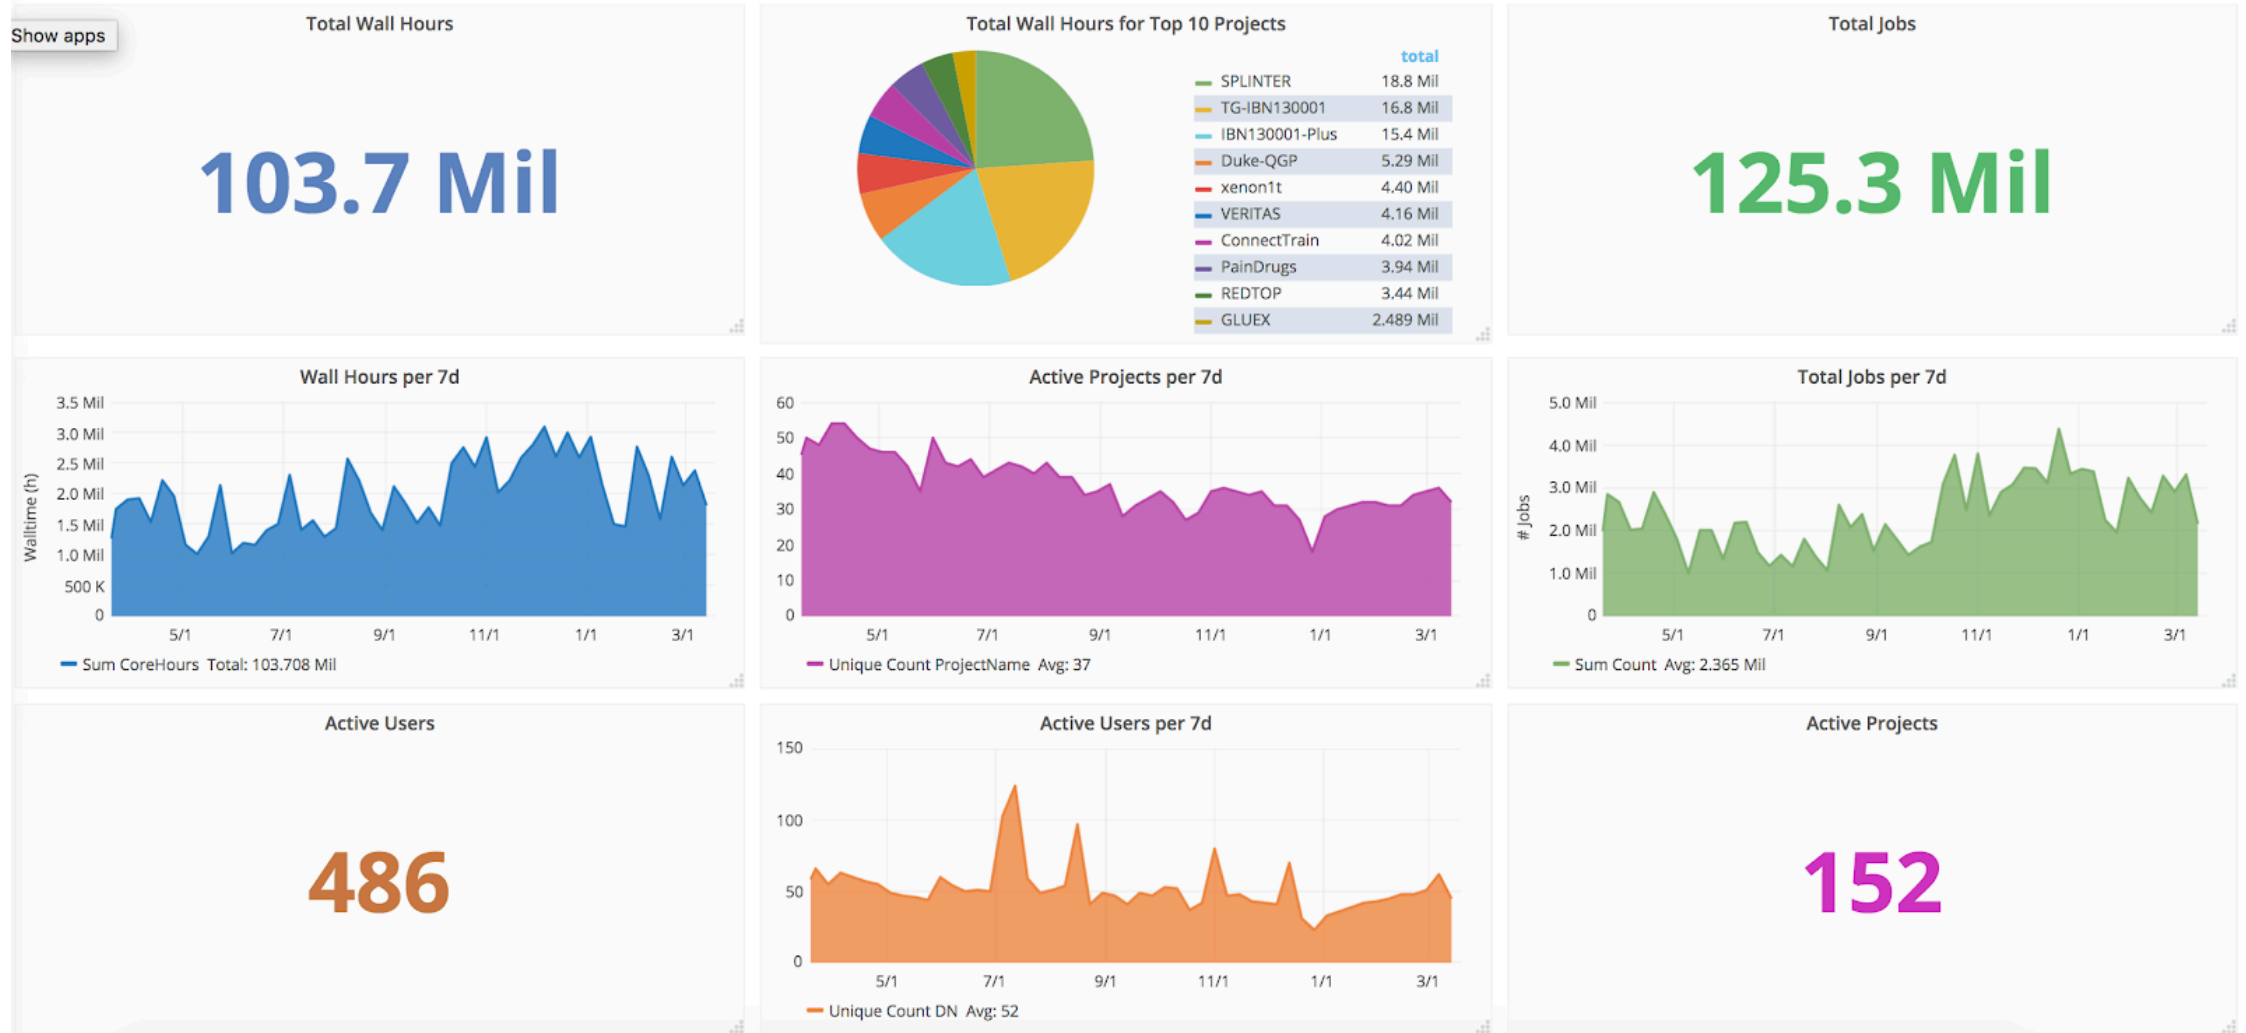 Show apps
Total Wall Hours
103.7 Mil
Total Wall Hours for Top 10 Projects
total
SPLINTER 18.8 Mil
TG-IBN130001 16.8 Mil
IBN130001-Plus 15.4 Mil
Duke-QGP 5.29 Mil
xenon1t 4.40 Mil
VERITAS 4.16 Mil
ConnectTrain 4.02 Mil
PainDrugs 3.94 Mil
REDTOP 3.44 Mil
GLUEX 2.489 Mil
Total Jobs
125.3 Mil
Wall Hours per 7d
Walltime (h)
3.5 Mil
3.0 Mil
2.5 Mil
2.0 Mil
1.5 Mil
1.0 Mil
500 K
0
5/1 7/1 9/1 11/1 1/1 3/1
Sum CoreHours Total: 103.708 Mil
Active Projects per 7d
60
50
40
30
20
10
0
5/1 7/1 9/1 11/1 1/1 3/1
Unique Count ProjectName Avg: 37
Total Jobs per 7d
# Jobs
5.0 Mil
4.0 Mil
3.0 Mil
2.0 Mil
1.0 Mil
0
5/1 7/1 9/1 11/1 1/1 3/1
Sum Count Avg: 2.365 Mil
Active Users
486
Active Users per 7d
150
100
50
0
5/1 7/1 9/1 11/1 1/1 3/1
Unique Count DN Avg: 52
Active Projects
152